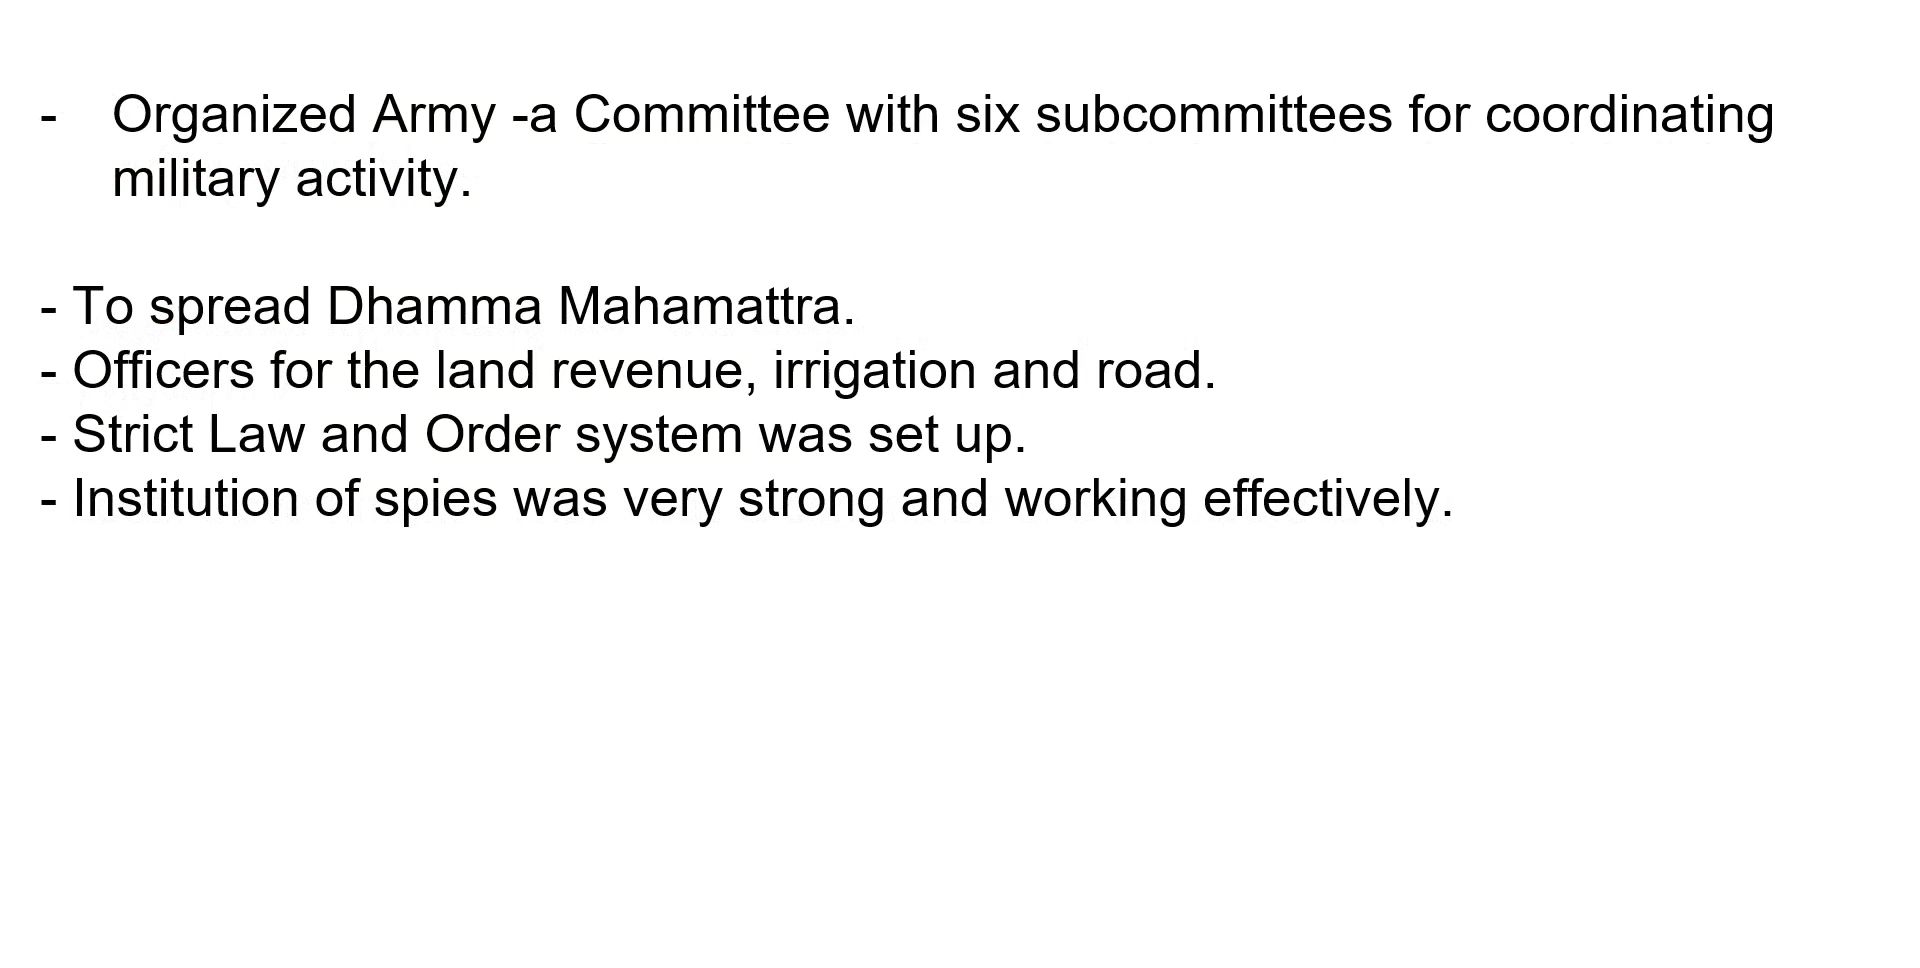 - Organized Army -a Committee with six subcommittees for coordinating
military activity.
- To spread Dhamma Mahamattra.
- Officers for the land revenue, irrigation and road.
- Strict Law and Order system was set up.
- Institution of spies was very strong and working effectively.